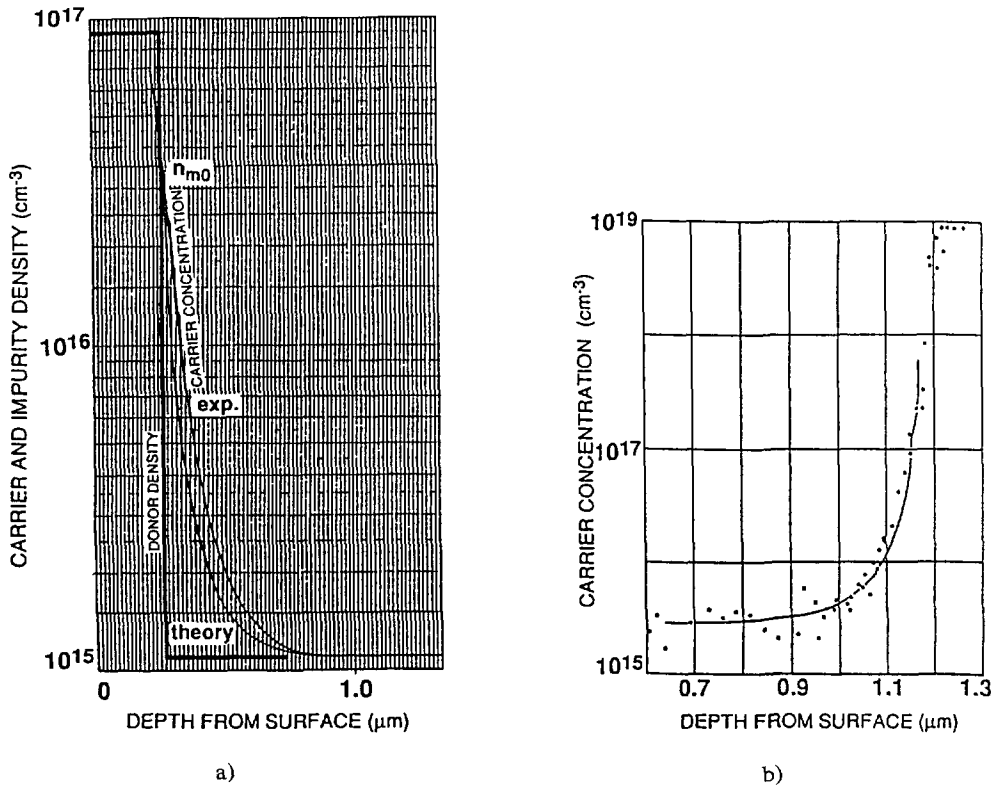 CARRIER AND IMPURITY DENSITY (cm-3)
10^17
10^16
10^15
n_m0
CARRIER CONCENTRATION
exp.
DONOR DENSITY
theory
0
1.0
DEPTH FROM SURFACE (μm)
a)
CARRIER CONCENTRATION (cm-3)
10^19
10^17
10^15
0.7
0.9
1.1
1.3
DEPTH FROM SURFACE (μm)
b)